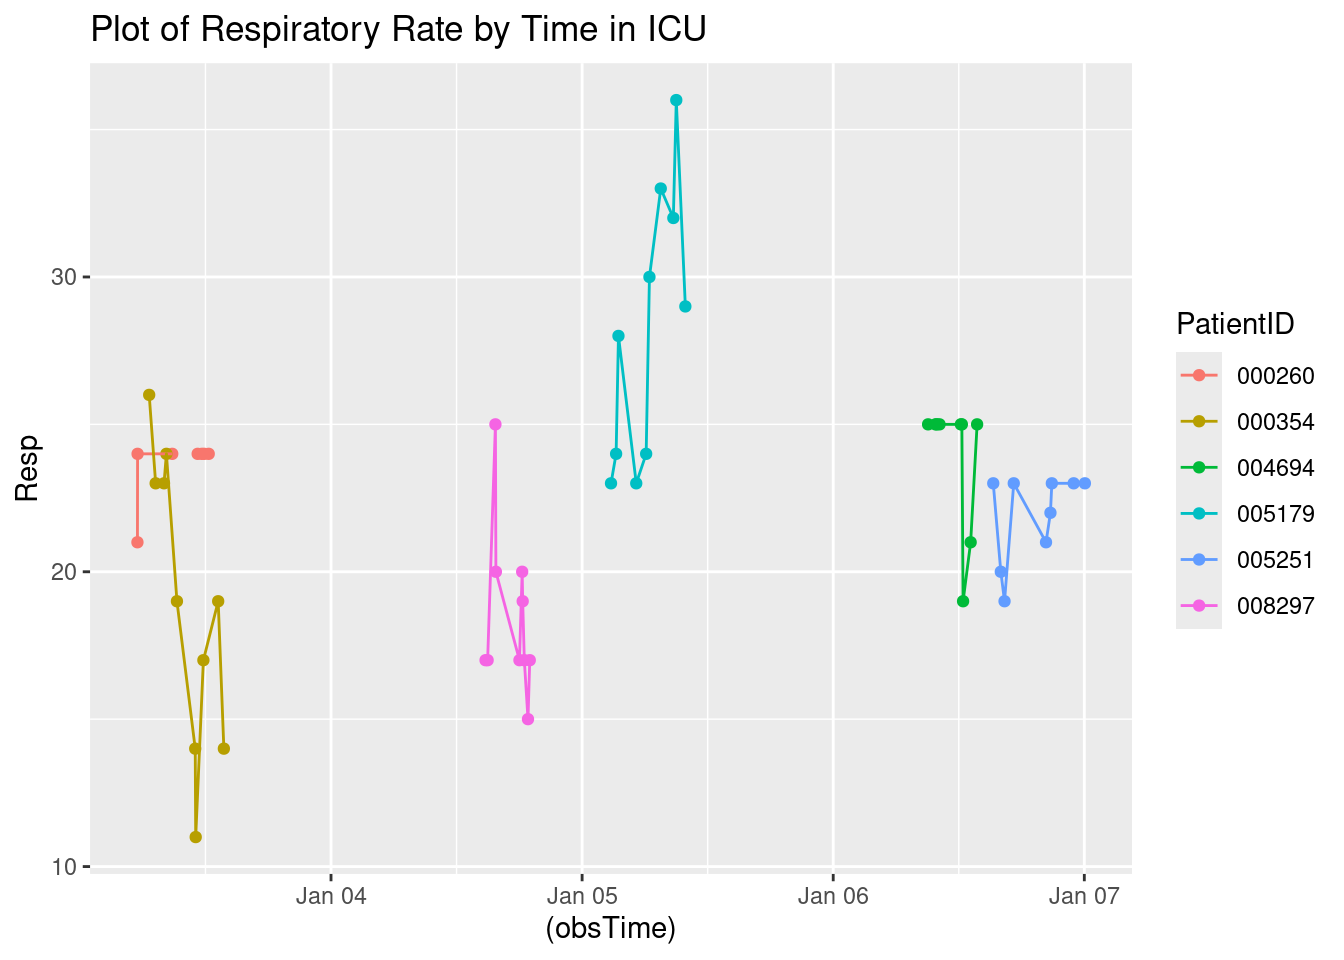 Plot of Respiratory Rate by Time in ICU
Resp
30
20
10
Jan 04 Jan 05 Jan 06 Jan 07
(obsTime)
PatientID
000260
000354
004694
005179
005251
008297